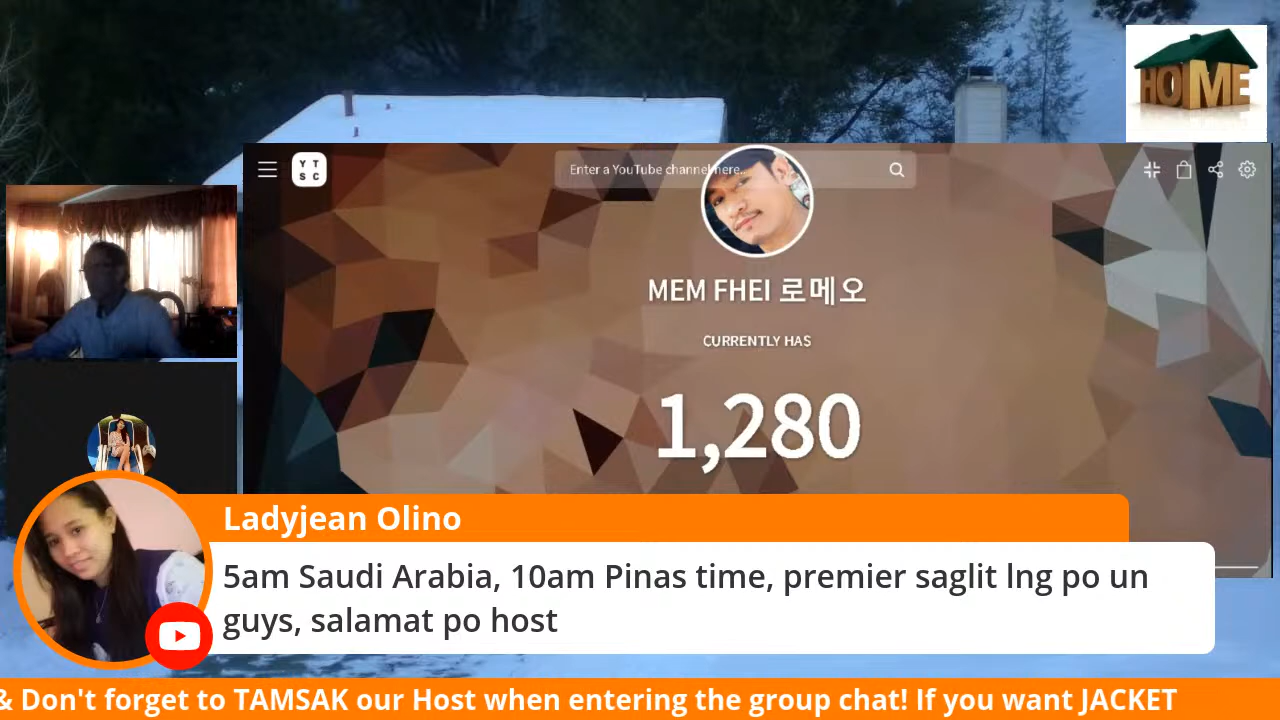 HOME
Y T
S C
Enter a YouTube channel here...
MEM FHEI 로메오
CURRENTLY HAS
1,280
Ladyjean Olino
5am Saudi Arabia, 10am Pinas time, premier saglit lng po un
guys, salamat po host
& Don't forget to TAMSAK our Host when entering the group chat! If you want JACKET